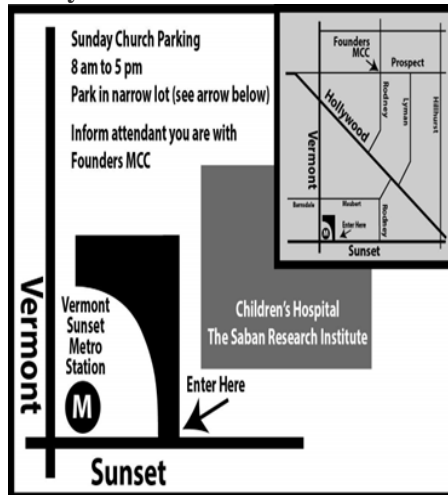 Sunday Church Parking
8 am to 5 pm
Park in narrow lot (see arrow below)
Inform attendant you are with
Founders MCC
Founders
MCC
Prospect
Rodney
Lyman
Hillhurst
Hollywood
Vermont
Barnsdale
Maubert
Rodney
M
Enter Here
Sunset
Vermont
Vermont
Sunset
Metro
Station
M
Children's Hospital
The Saban Research Institute
Enter Here
Sunset